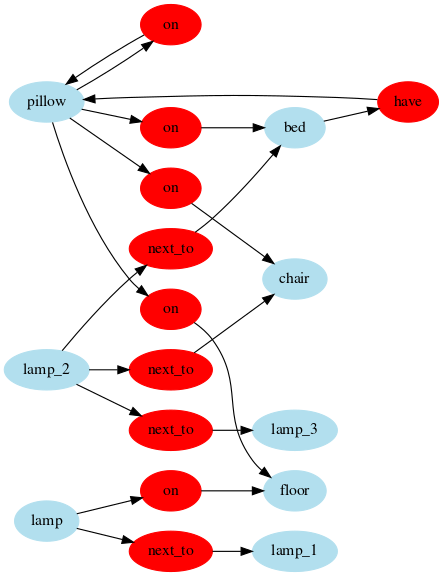 on
pillow
have
on
bed
on
next_to
chair
on
lamp_2
next_to
next_to
lamp_3
on
floor
lamp
next_to
lamp_1